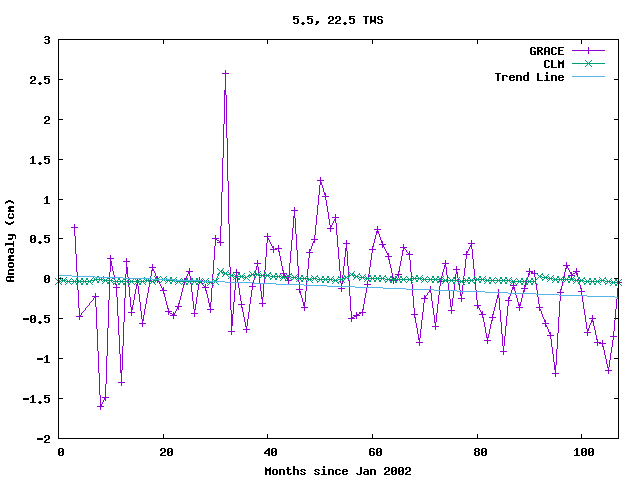 5.5, 22.5 TWS
GRACE
CLM
Trend Line
3
2.5
2
1.5
1
0.5
0
-0.5
-1
-1.5
-2
Anomaly (cm)
0 20 40 60 80 100
Months since Jan 2002